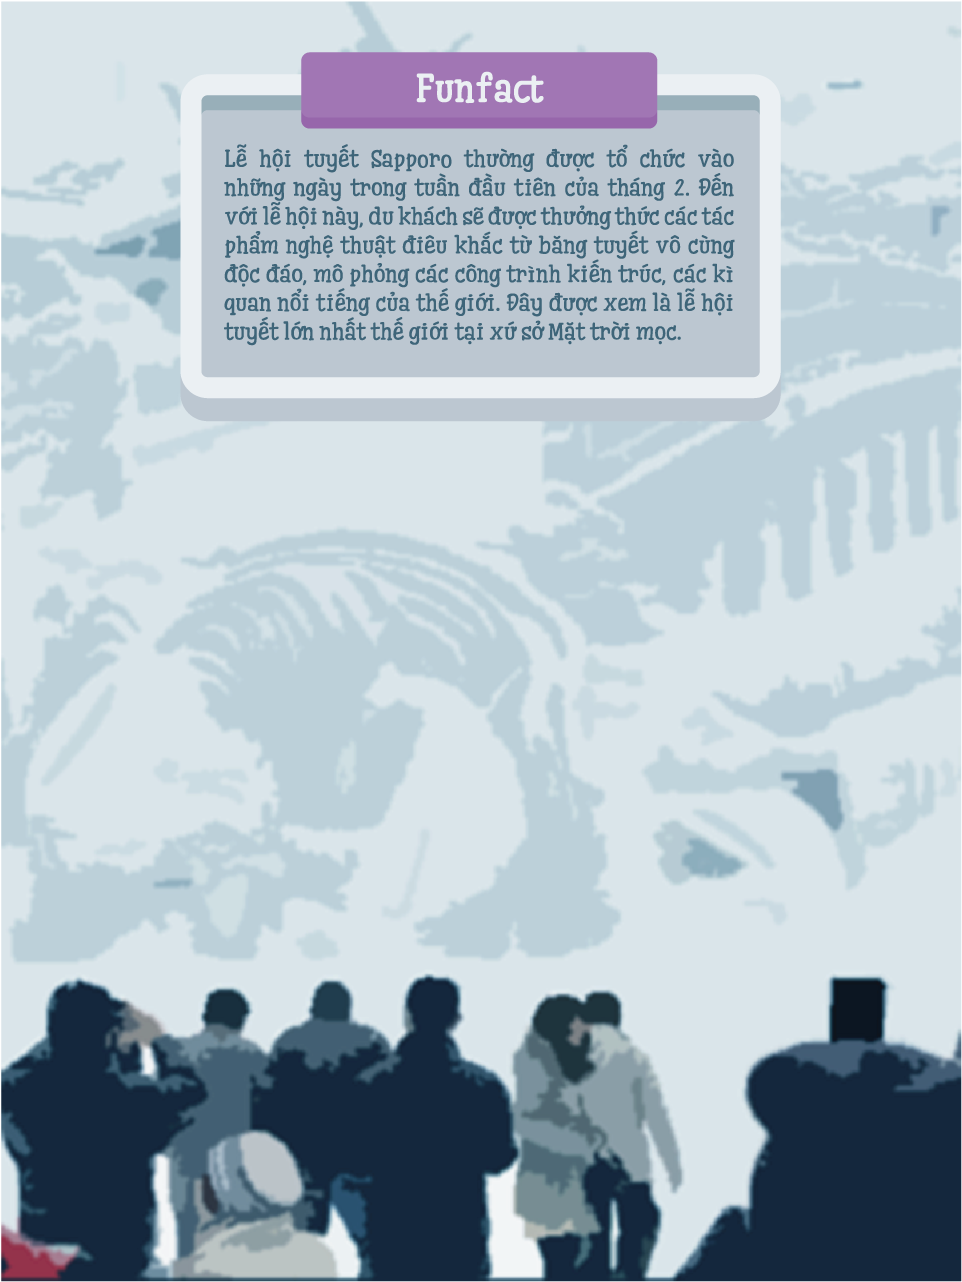 Funfact
Lễ hội tuyết Sapporo thường được tổ chức vào
những ngày trong tuần đầu tiên của tháng 2. Đến
với lễ hội này, du khách sẽ được thưởng thức các tác
phẩm nghệ thuật điêu khắc từ băng tuyết vô cùng
độc đáo, mô phỏng các công trình kiến trúc, các kì
quan nổi tiếng của thế giới. Đây được xem là lễ hội
tuyết lớn nhất thế giới tại xứ sở Mặt trời mọc.